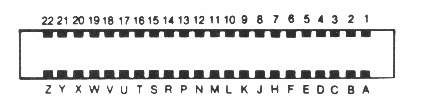 22 21 20 19 18 17 16 15 14 13 12 11 10 9 8 7 6 5 4 3 2 1
Z Y X W V U T S R P N M L K J H F E D C B A